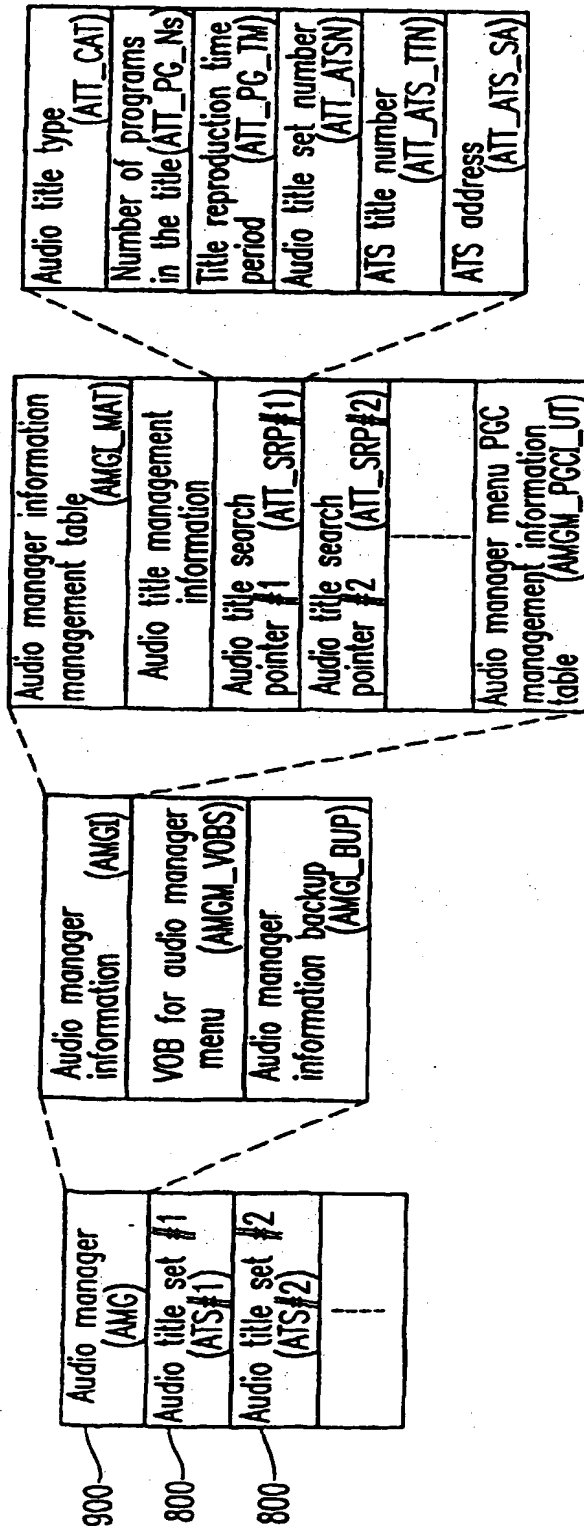 900
Audio manager
(AMG)
800
Audio title set #1
(ATS#1)
800
Audio title set #2
(ATS#2)
Audio manager
information (AMGI)
VOB for audio manager
menu (AMGM_VOBS)
Audio manager
information backup
(AMGI_BUP)
Audio manager information
management table
(AMGI_MAT)
Audio title management
information
Audio title search
pointer #1 (ATT_SRP#1)
Audio title search
pointer #2 (ATT_SRP#2)
Audio manager menu PGC
management information
table (AMGM_PGCI_UT)
Audio title type
(ATT_CAT)
Number of programs
in the title(ATT_PG_Ns)
Title reproduction time
period (ATT_PG_TM)
Audio title set number
(ATT_ATSN)
ATS title number
(ATT_ATS_TTN)
ATS address
(ATT_ATS_SA)